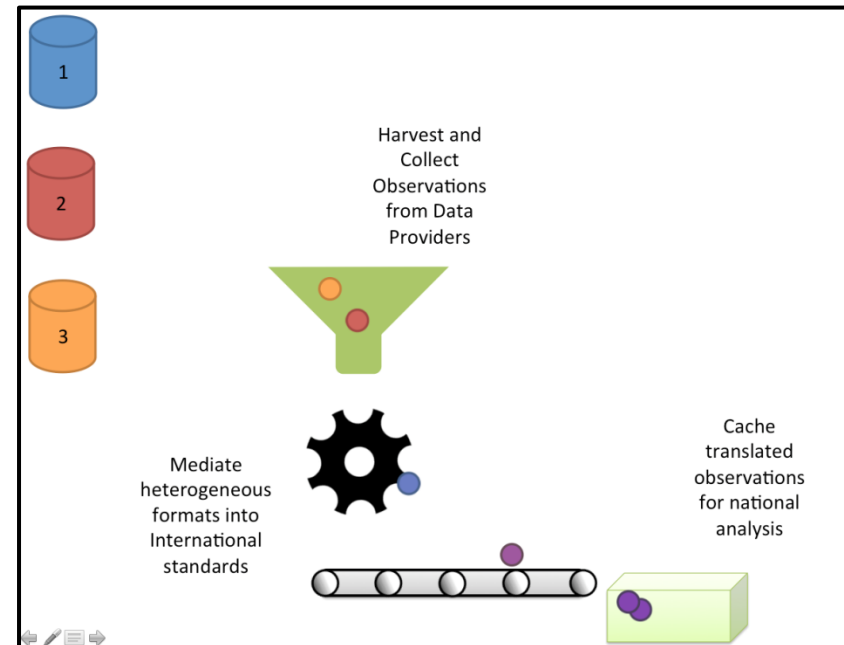 1
2
3
Harvest and
Collect
Observations
from Data
Providers
Mediate
heterogeneous
formats into
International
standards
Cache
translated
observations
for national
analysis